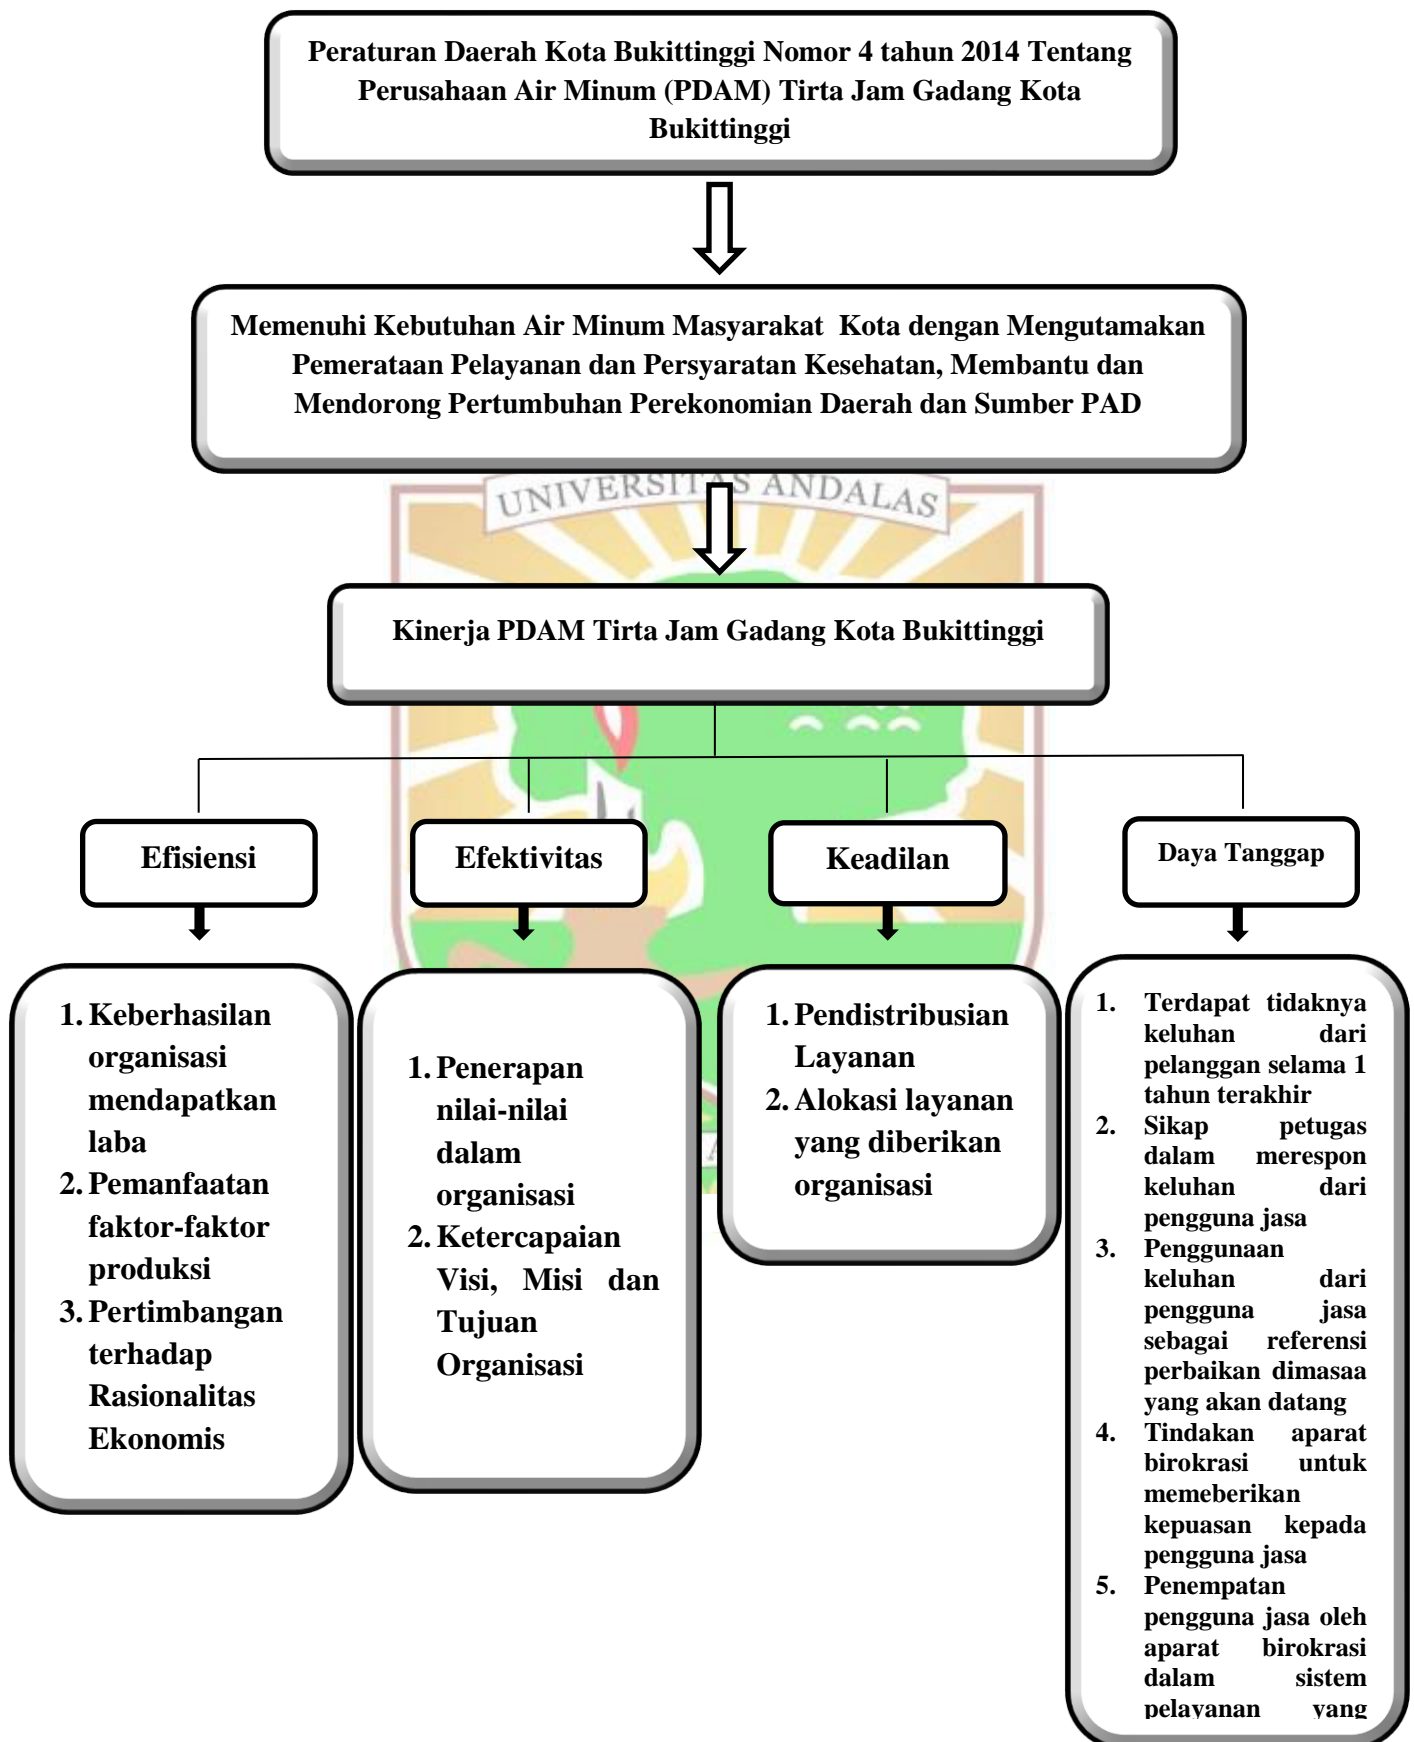 Peraturan Daerah Kota Bukittinggi Nomor 4 tahun 2014 Tentang
Perusahaan Air Minum (PDAM) Tirta Jam Gadang Kota
Bukittinggi
Memenuhi Kebutuhan Air Minum Masyarakat Kota dengan Mengutamakan
Pemerataan Pelayanan dan Persyaratan Kesehatan, Membantu dan
Mendorong Pertumbuhan Perekonomian Daerah dan Sumber PAD
UNIVERSITAS ANDALAS
Kinerja PDAM Tirta Jam Gadang Kota Bukittinggi
Efisiensi
Efektivitas
Keadilan
Daya Tanggap
1. Keberhasilan
organisasi
mendapatkan
laba
2. Pemanfaatan
faktor-faktor
produksi
3. Pertimbangan
terhadap
Rasionalitas
Ekonomis
1. Penerapan
nilai-nilai
dalam
organisasi
2. Ketercapaian
Visi, Misi dan
Tujuan
Organisasi
1. Pendistribusian
Layanan
2. Alokasi layanan
yang diberikan
organisasi
1. Terdapat tidaknya
keluhan dari
pelanggan selama 1
tahun terakhir
2. Sikap petugas
dalam merespon
keluhan dari
pengguna jasa
3. Penggunaan
keluhan dari
pengguna jasa
sebagai referensi
perbaikan dimasaa
yang akan datang
4. Tindakan aparat
birokrasi untuk
memeberikan
kepuasan kepada
pengguna jasa
5. Penempatan
pengguna jasa oleh
aparat birokrasi
dalam sistem
pelayanan yang